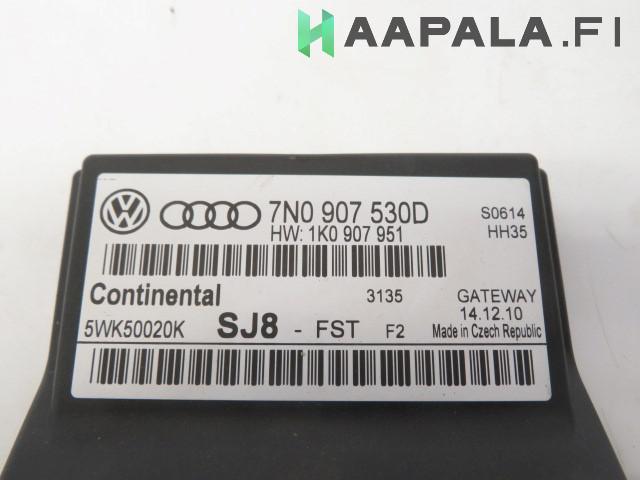 HAAPALA.FI
7N0 907 530D S0614
HW: 1K0 907 951 HH35
Continental 3135 GATEWAY
14.12.10
5WK50020K SJ8 - FST F2 Made in Czech Republic